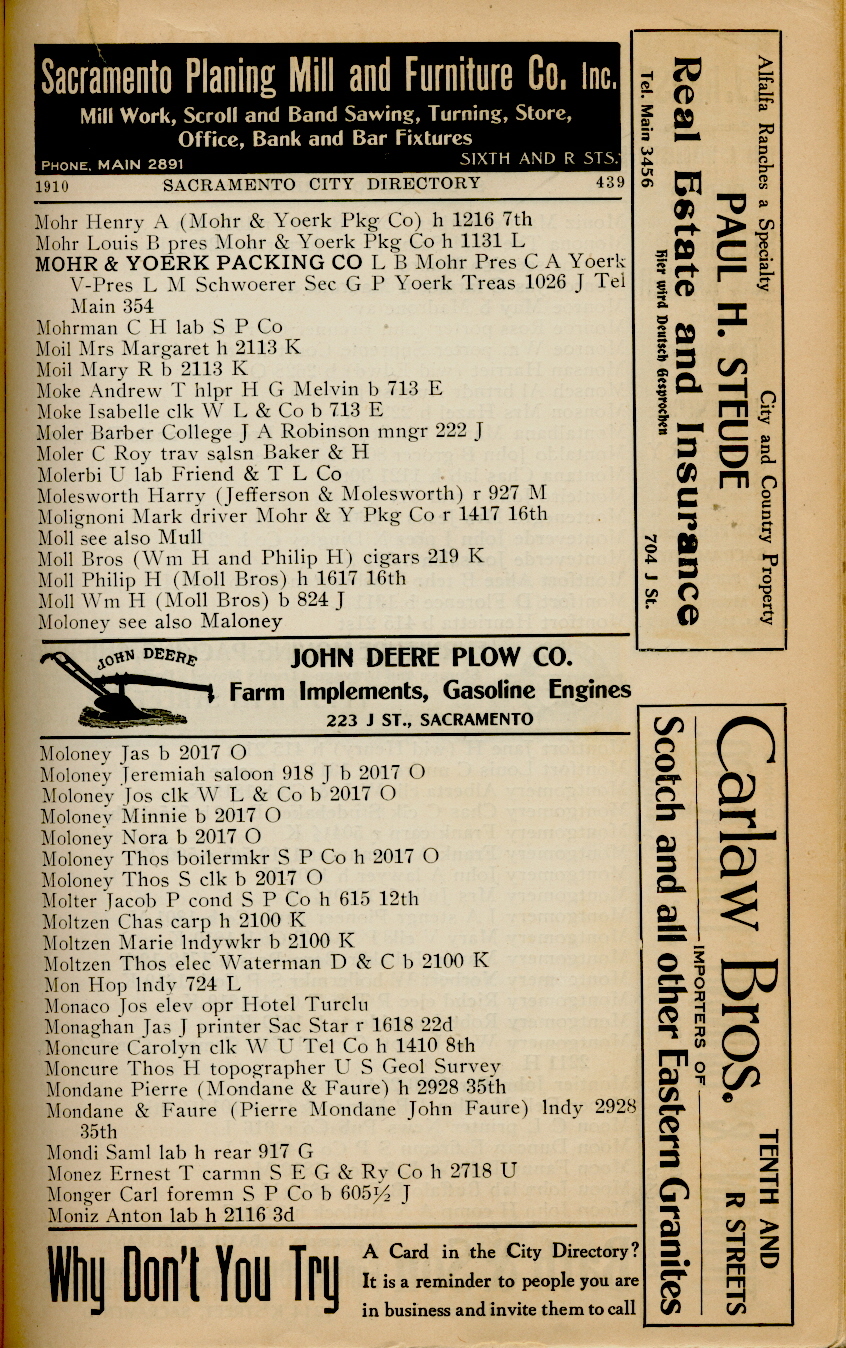 Sacramento Planing Mill and Furniture Co. Inc.
Mill Work, Scroll and Band Sawing, Turning, Store,
Office, Bank and Bar Fixtures
PHONE, MAIN 2891 SIXTH AND R STS.
1910 SACRAMENTO CITY DIRECTORY 439
Mohr Henry A (Mohr & Yoerk Pkg Co) h 1216 7th
Mohr Louis B pres Mohr & Yoerk Pkg Co h 1131 L
MOHR & YOERK PACKING CO L B Mohr Pres C A Yoerk
V-Pres L M Schwoerer Sec G P Yoerk Treas 1026 J Tel
Main 354
Mohrman C H lab S P Co
Moil Mrs Margaret h 2113 K
Moil Mary R b 2113 K
Moke Andrew T hlpr H G Melvin b 713 E
Moke Isabelle clk W L & Co b 713 E
Moler Barber College J A Robinson mngr 222 J
Moler C Roy trav salsn Baker & H
Molerbi U lab Friend & T L Co
Molesworth Harry (Jefferson & Molesworth) r 927 M
Molignoni Mark driver Mohr & Y Pkg Co r 1417 16th
Moll see also Mull
Moll Bros (Wm H and Philip H) cigars 219 K
Moll Philip H (Moll Bros) h 1617 16th
Moll Wm H (Moll Bros) b 824 J
Moloney see also Maloney
JOHN DEERE
JOHN DEERE PLOW CO.
Farm Implements, Gasoline Engines
223 J ST., SACRAMENTO
Moloney Jas b 2017 O
Moloney Jeremiah saloon 918 J b 2017 O
Moloney Jos clk W L & Co b 2017 O
Moloney Minnie b 2017 O
Moloney Nora b 2017 O
Moloney Thos boilermkr S P Co h 2017 O
Moloney Thos S clk b 2017 O
Molter Jacob P cond S P Co h 615 12th
Moltzen Chas carp h 2100 K
Moltzen Marie lndywkr b 2100 K
Moltzen Thos elec Waterman D & C b 2100 K
Mon Hop lndy 724 L
Monaco Jos elev opr Hotel Turclu
Monaghan Jas J printer Sac Star r 1618 22d
Moncure Carolyn clk W U Tel Co h 1410 8th
Moncure Thos H topographer U S Geol Survey
Mondane Pierre (Mondane & Faure) h 2928 35th
Mondane & Faure (Pierre Mondane John Faure) lndy 2928
35th
Mondi Saml lab h rear 917 G
Monez Ernest T carmn S E G & Ry Co h 2718 U
Monger Carl foremn S P Co b 605½ J
Moniz Anton lab h 2116 3d
Why Don't You Try
A Card in the City Directory?
It is a reminder to people you are
in business and invite them to call
Alfalfa Ranches a Specialty City and Country Property
PAUL H. STEUDE
Real Estate and Insurance
Hier wird Deutsch Gesprochen
Tel. Main 3456 704 J St.
TENTH AND
R STREETS
Carlaw Bros.
IMPORTERS OF
Scotch and all other Eastern Granites